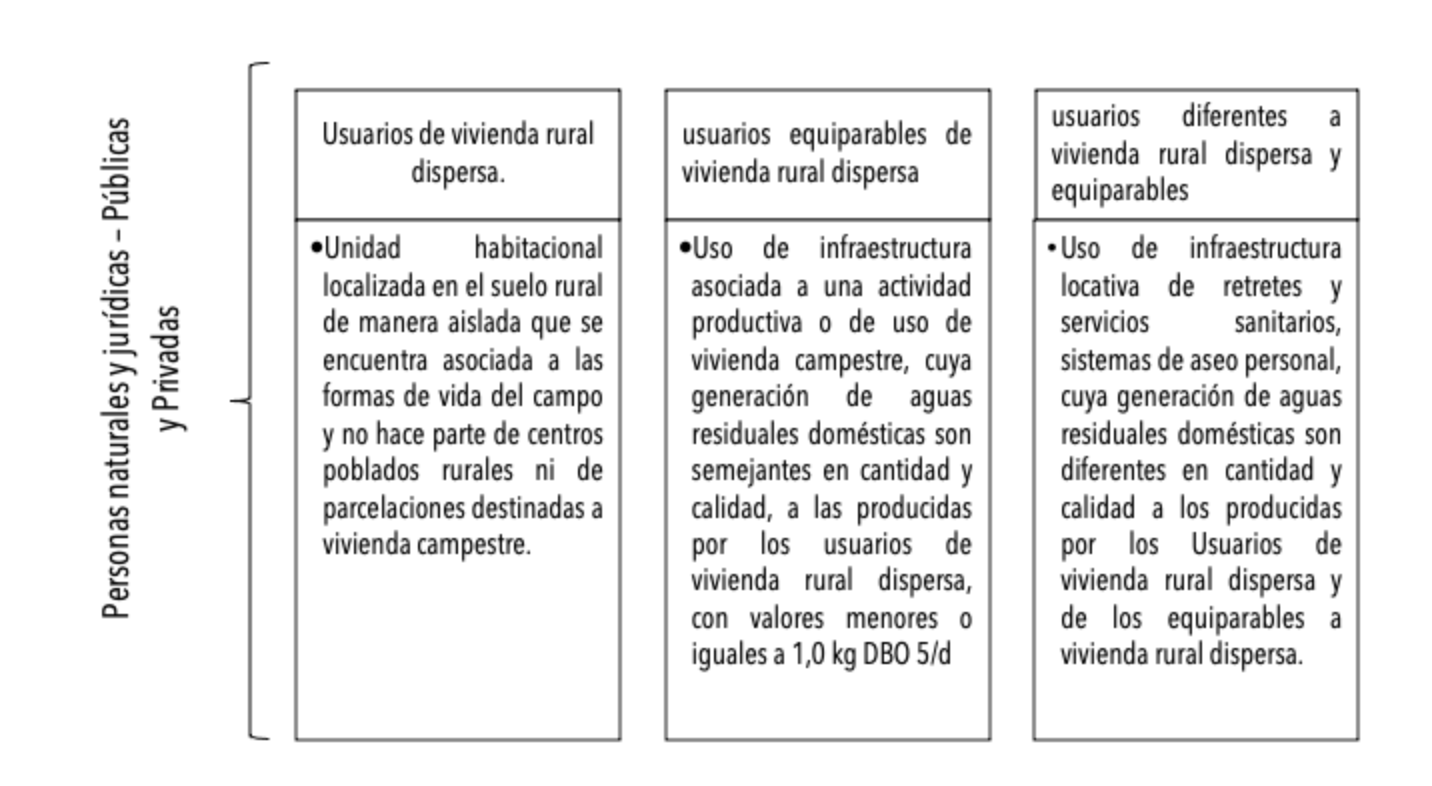 Personas naturales y jurídicas – Públicas
y Privadas
Usuarios de vivienda rural
dispersa.
•Unidad habitacional
localizada en el suelo rural
de manera aislada que se
encuentra asociada a las
formas de vida del campo
y no hace parte de centros
poblados rurales ni de
parcelaciones destinadas a
vivienda campestre.
usuarios equiparables de
vivienda rural dispersa
•Uso de infraestructura
asociada a una actividad
productiva o de uso de
vivienda campestre, cuya
generación de aguas
residuales domésticas son
semejantes en cantidad y
calidad, a las producidas
por los usuarios de
vivienda rural dispersa,
con valores menores o
iguales a 1,0 kg DBO 5/d
usuarios diferentes a
vivienda rural dispersa y
equiparables
•Uso de infraestructura
locativa de retretes y
servicios sanitarios,
sistemas de aseo personal,
cuya generación de aguas
residuales domésticas son
diferentes en cantidad y
calidad a los producidas
por los Usuarios de
vivienda rural dispersa y
de los equiparables a
vivienda rural dispersa.